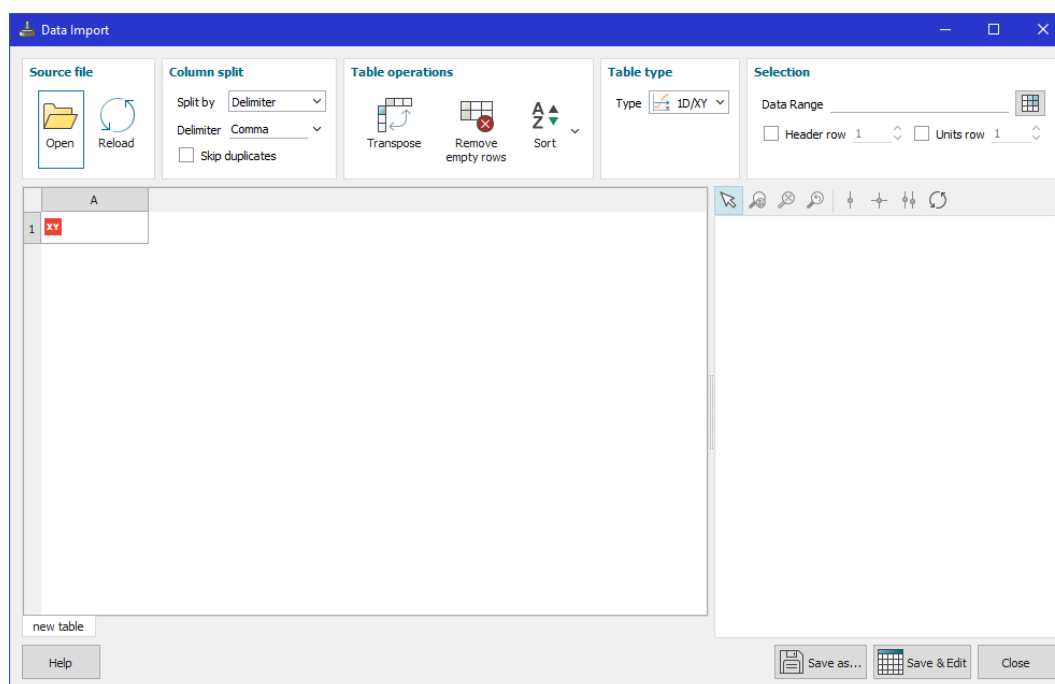 Data Import
Source file
Open
Reload
Column split
Split by Delimiter
Delimiter Comma
Skip duplicates
Table operations
Transpose
Remove
empty rows
A
Z
Sort
Table type
Type 1D/XY
Selection
Data Range
Header row 1 Units row 1
A
1 XY
new table
Help
Save as...
Save & Edit
Close